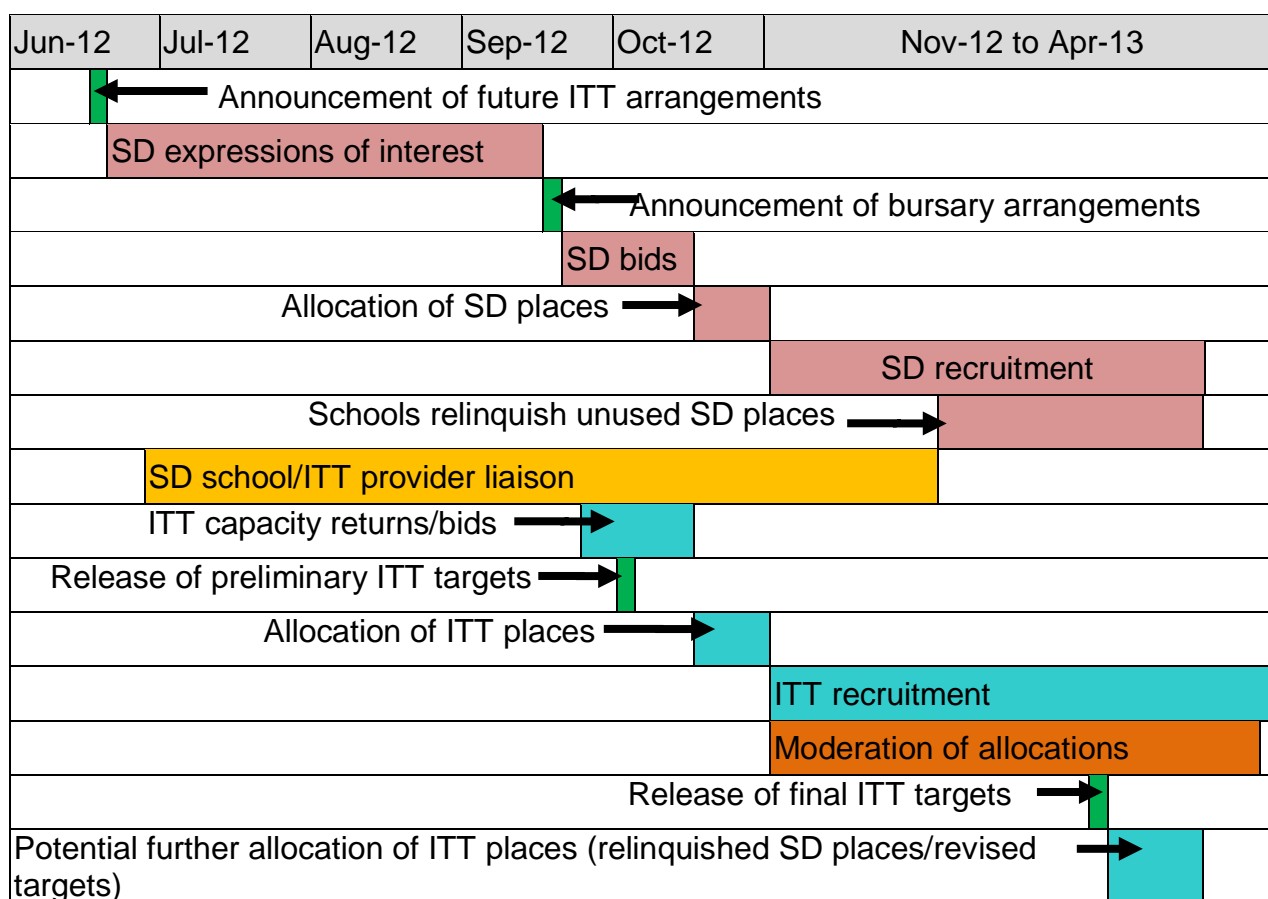 Jun-12 Jul-12 Aug-12 Sep-12 Oct-12 Nov-12 to Apr-13
Announcement of future ITT arrangements
SD expressions of interest
Announcement of bursary arrangements
SD bids
Allocation of SD places
SD recruitment
Schools relinquish unused SD places
SD school/ITT provider liaison
ITT capacity returns/bids
Release of preliminary ITT targets
Allocation of ITT places
ITT recruitment
Moderation of allocations
Release of final ITT targets
Potential further allocation of ITT places (relinquished SD places/revised
targets)